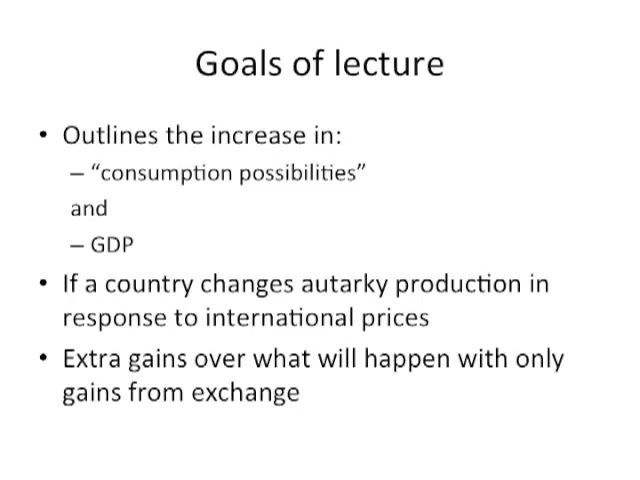 Goals of lecture
• Outlines the increase in:
– “consumption possibilities”
and
– GDP
• If a country changes autarky production in
response to international prices
• Extra gains over what will happen with only
gains from exchange